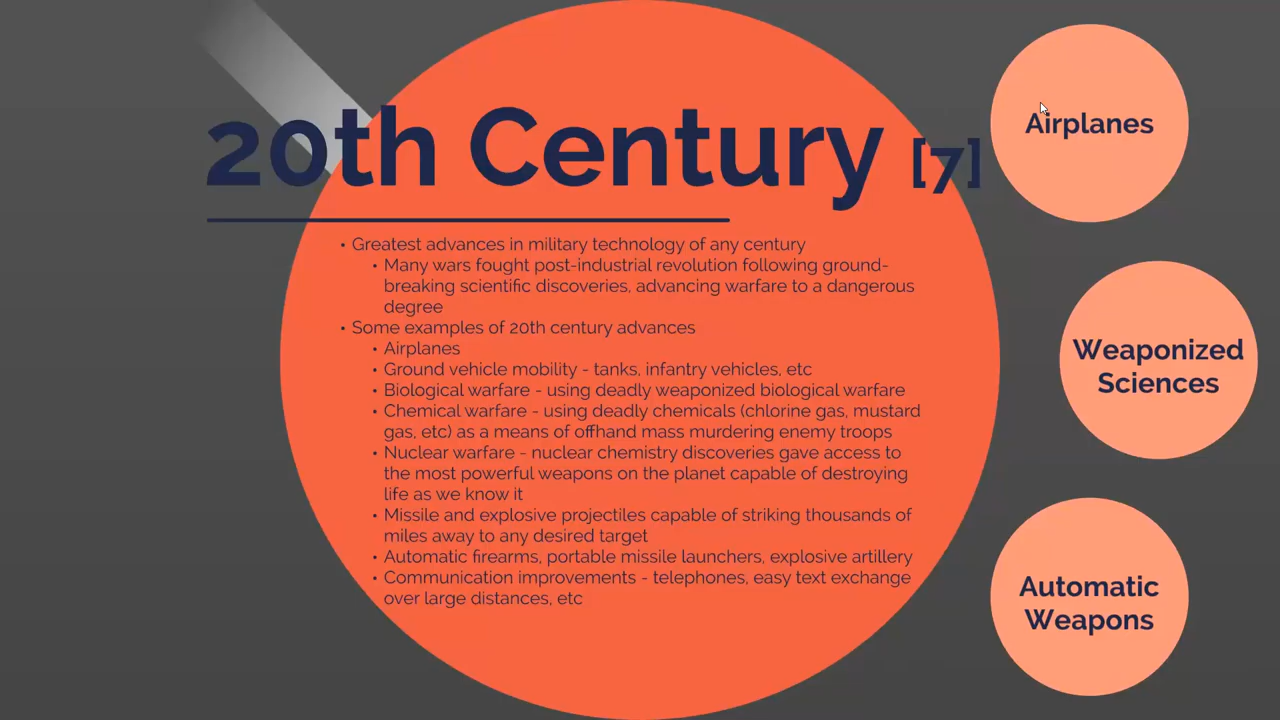 20th Century [7]
• Greatest advances in military technology of any century
• Many wars fought post-industrial revolution following ground-
breaking scientific discoveries, advancing warfare to a dangerous
degree
• Some examples of 20th century advances
• Airplanes
• Ground vehicle mobility - tanks, infantry vehicles, etc
• Biological warfare - using deadly weaponized biological warfare
• Chemical warfare - using deadly chemicals (chlorine gas, mustard
gas, etc) as a means of offhand mass murdering enemy troops
• Nuclear warfare - nuclear chemistry discoveries gave access to
the most powerful weapons on the planet capable of destroying
life as we know it
• Missile and explosive projectiles capable of striking thousands of
miles away to any desired target
• Automatic firearms, portable missile launchers, explosive artillery
• Communication improvements - telephones, easy text exchange
over large distances, etc
Airplanes
Weaponized
Sciences
Automatic
Weapons